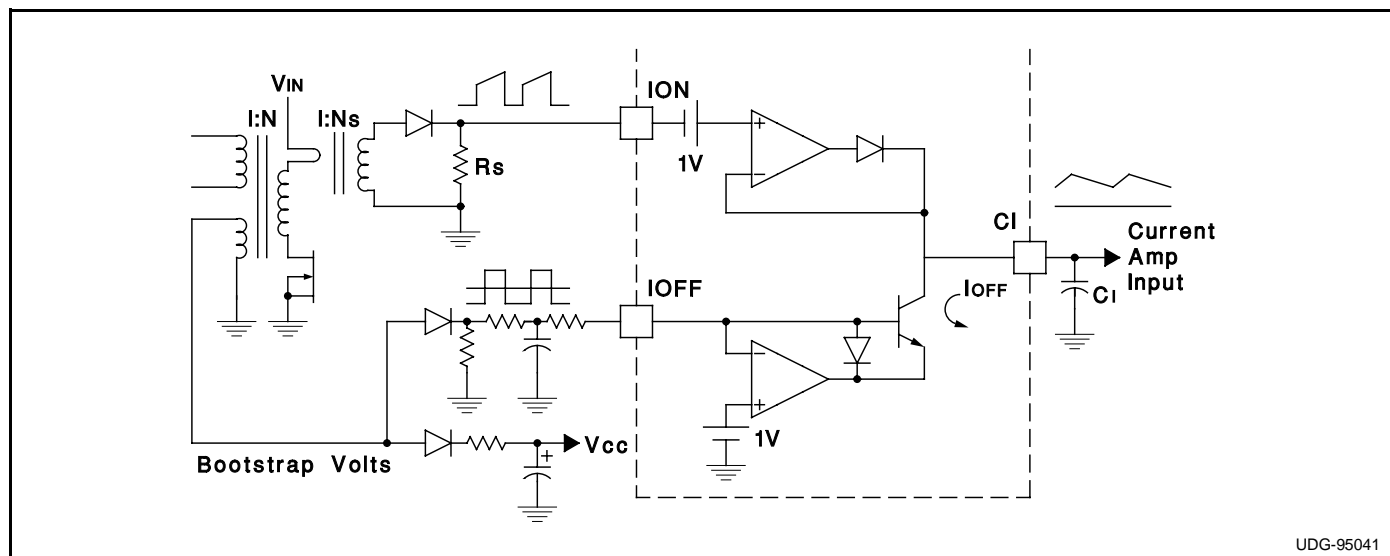 VIN
I:N
I:Ns
Rs
ION
1V
+
−
CI
Current
Amp
Input
CI
IOFF
IOFF
−
+
1V
Bootstrap Volts
+
Vcc
UDG-95041